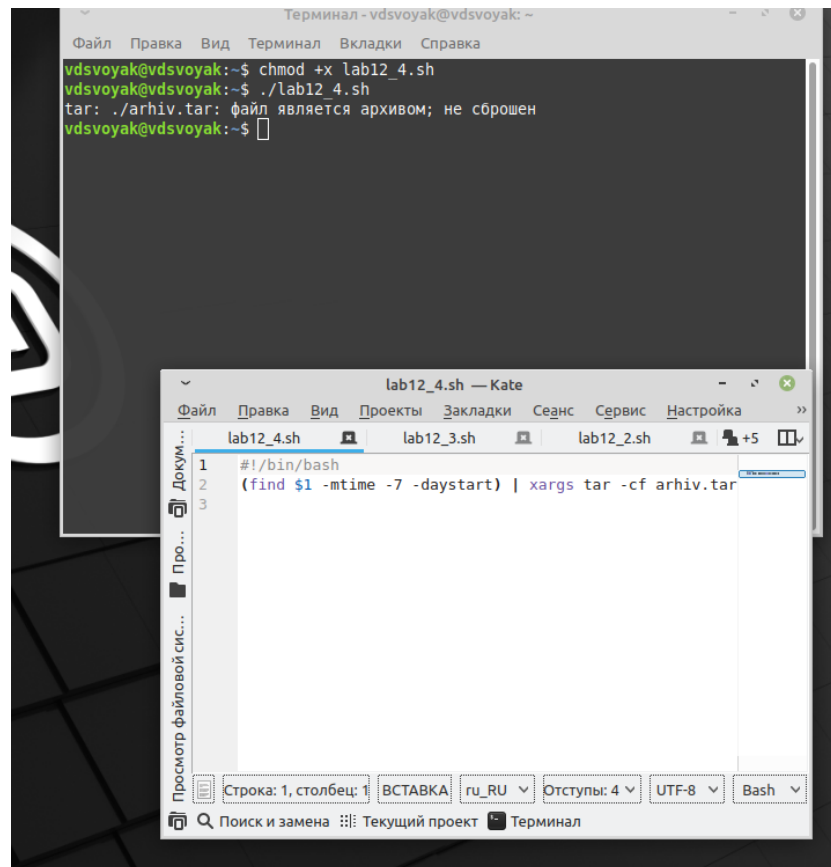 Терминал - vdsvoyak@vdsvoyak: ~
Файл Правка Вид Терминал Вкладки Справка
vdsvoyak@vdsvoyak:~$ chmod +x lab12_4.sh
vdsvoyak@vdsvoyak:~$ ./lab12_4.sh
tar: ./arhiv.tar: файл является архивом; не сброшен
vdsvoyak@vdsvoyak:~$
lab12_4.sh — Kate
Файл Правка Вид Проекты Закладки Сеанс Сервис Настройка »
lab12_4.sh lab12_3.sh lab12_2.sh +5
Докум...
Про...
Просмотр файловой сис...
1 #!/bin/bash
2 (find $1 -mtime -7 -daystart) | xargs tar -cf arhiv.tar
3
Строка: 1, столбец: 1 ВСТАВКА ru_RU Отступы: 4 UTF-8 Bash
Поиск и замена Текущий проект Терминал